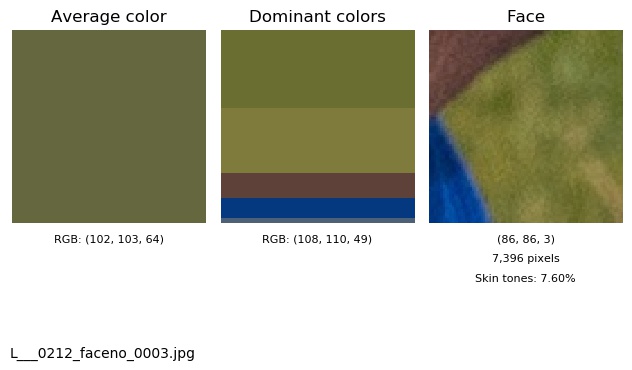 Average color
Dominant colors
Face
RGB: (102, 103, 64)
RGB: (108, 110, 49)
(86, 86, 3)
7,396 pixels
Skin tones: 7.60%
L___0212_faceno_0003.jpg